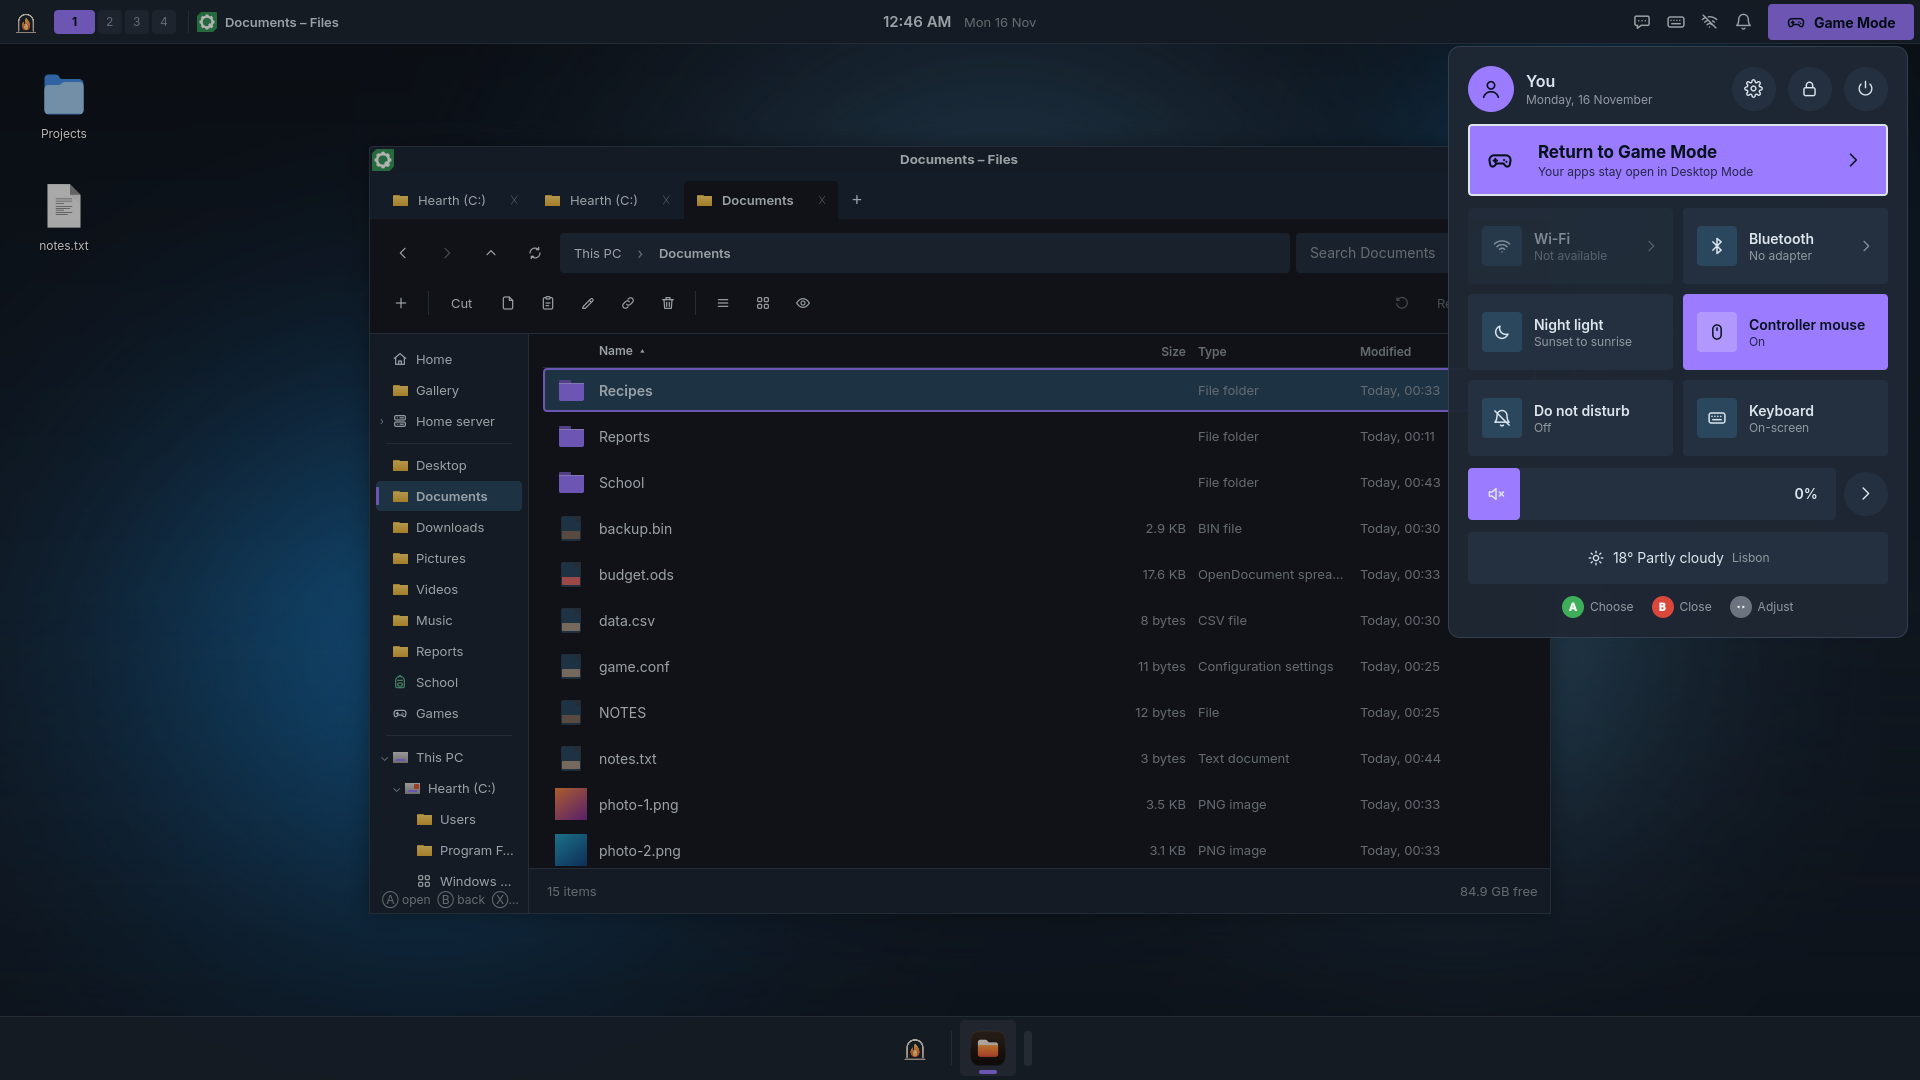 1 2 3 4 Documents – Files 12:46 AM Mon 16 Nov Game Mode
Projects
notes.txt
Documents – Files
Hearth (C:) X Hearth (C:) X Documents X +
This PC › Documents Search Documents
Cut
Home
Gallery
Home server
Desktop
Documents
Downloads
Pictures
Videos
Music
Reports
School
Games
This PC
Hearth (C:)
Users
Program F...
Windows ...
A open B back X...
Name Size Type Modified
Recipes File folder Today, 00:33
Reports File folder Today, 00:11
School File folder Today, 00:43
backup.bin 2.9 KB BIN file Today, 00:30
budget.ods 17.6 KB OpenDocument sprea... Today, 00:33
data.csv 8 bytes CSV file Today, 00:30
game.conf 11 bytes Configuration settings Today, 00:25
NOTES 12 bytes File Today, 00:25
notes.txt 3 bytes Text document Today, 00:44
photo-1.png 3.5 KB PNG image Today, 00:33
photo-2.png 3.1 KB PNG image Today, 00:33
15 items 84.9 GB free
You
Monday, 16 November
Return to Game Mode
Your apps stay open in Desktop Mode
Wi-Fi
Not available
Bluetooth
No adapter
Night light
Sunset to sunrise
Controller mouse
On
Do not disturb
Off
Keyboard
On-screen
0%
18° Partly cloudy Lisbon
A Choose B Close Adjust